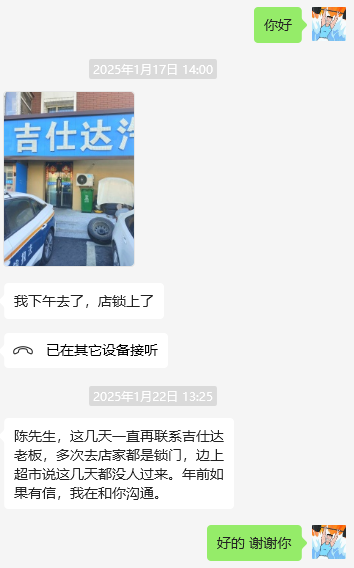 你好
2025年1月17日 14:00
吉仕达汽
我下午去了，店锁上了
已在其它设备接听
2025年1月22日 13:25
陈先生，这几天一直再联系吉仕达
老板，多次去店家都是锁门，边上
超市说这几天都没人过来。年前如
果有信，我在和你沟通。
好的 谢谢你